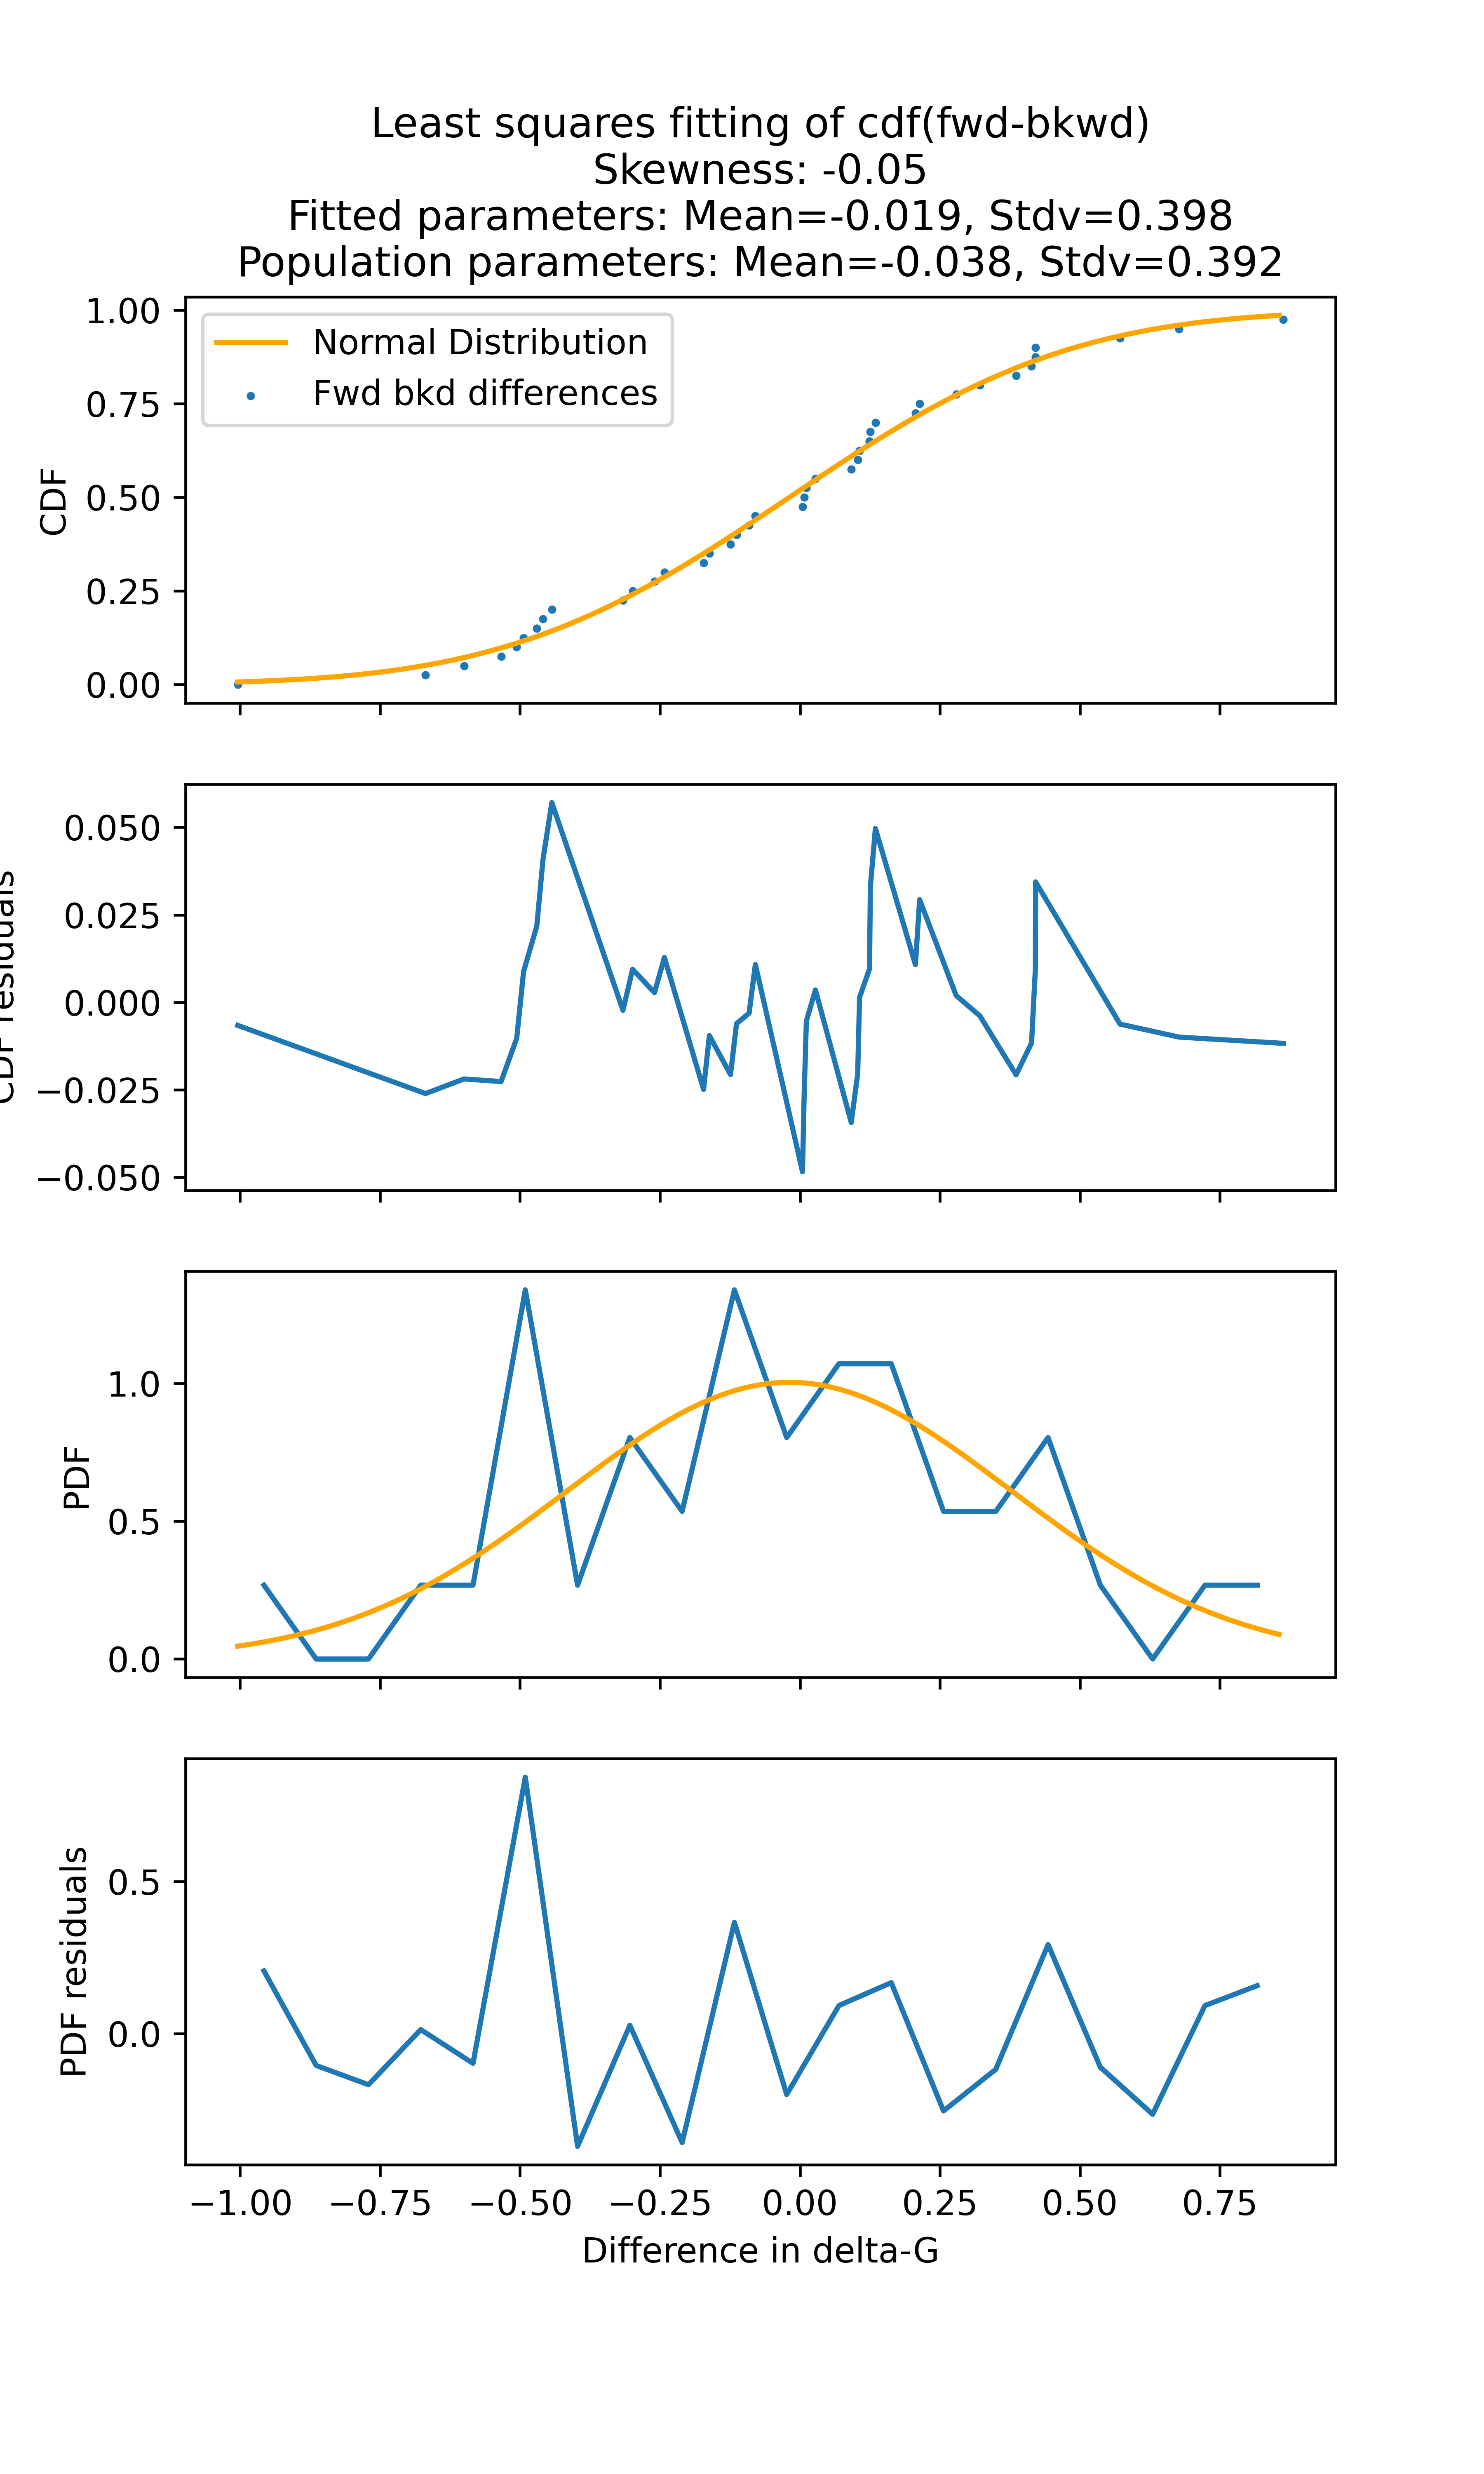 Least squares fitting of cdf(fwd-bkwd)
Skewness: -0.05
Fitted parameters: Mean=-0.019, Stdv=0.398
Population parameters: Mean=-0.038, Stdv=0.392
1.00
0.75
0.50
0.25
0.00
CDF
Normal Distribution
Fwd bkd differences
0.050
0.025
0.000
−0.025
−0.050
CDF residuals
1.0
0.5
0.0
PDF
0.5
0.0
PDF residuals
−1.00 −0.75 −0.50 −0.25 0.00 0.25 0.50 0.75
Difference in delta-G